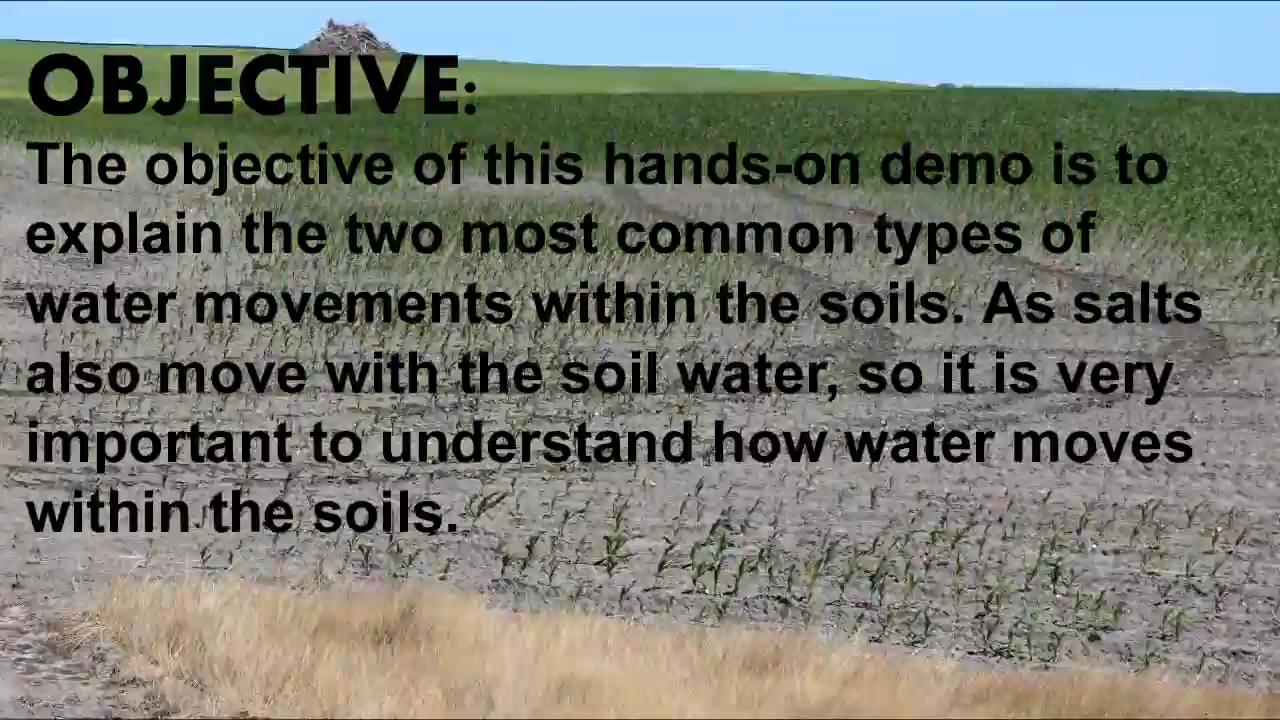 OBJECTIVE:
The objective of this hands-on demo is to
explain the two most common types of
water movements within the soils. As salts
also move with the soil water, so it is very
important to understand how water moves
within the soils.